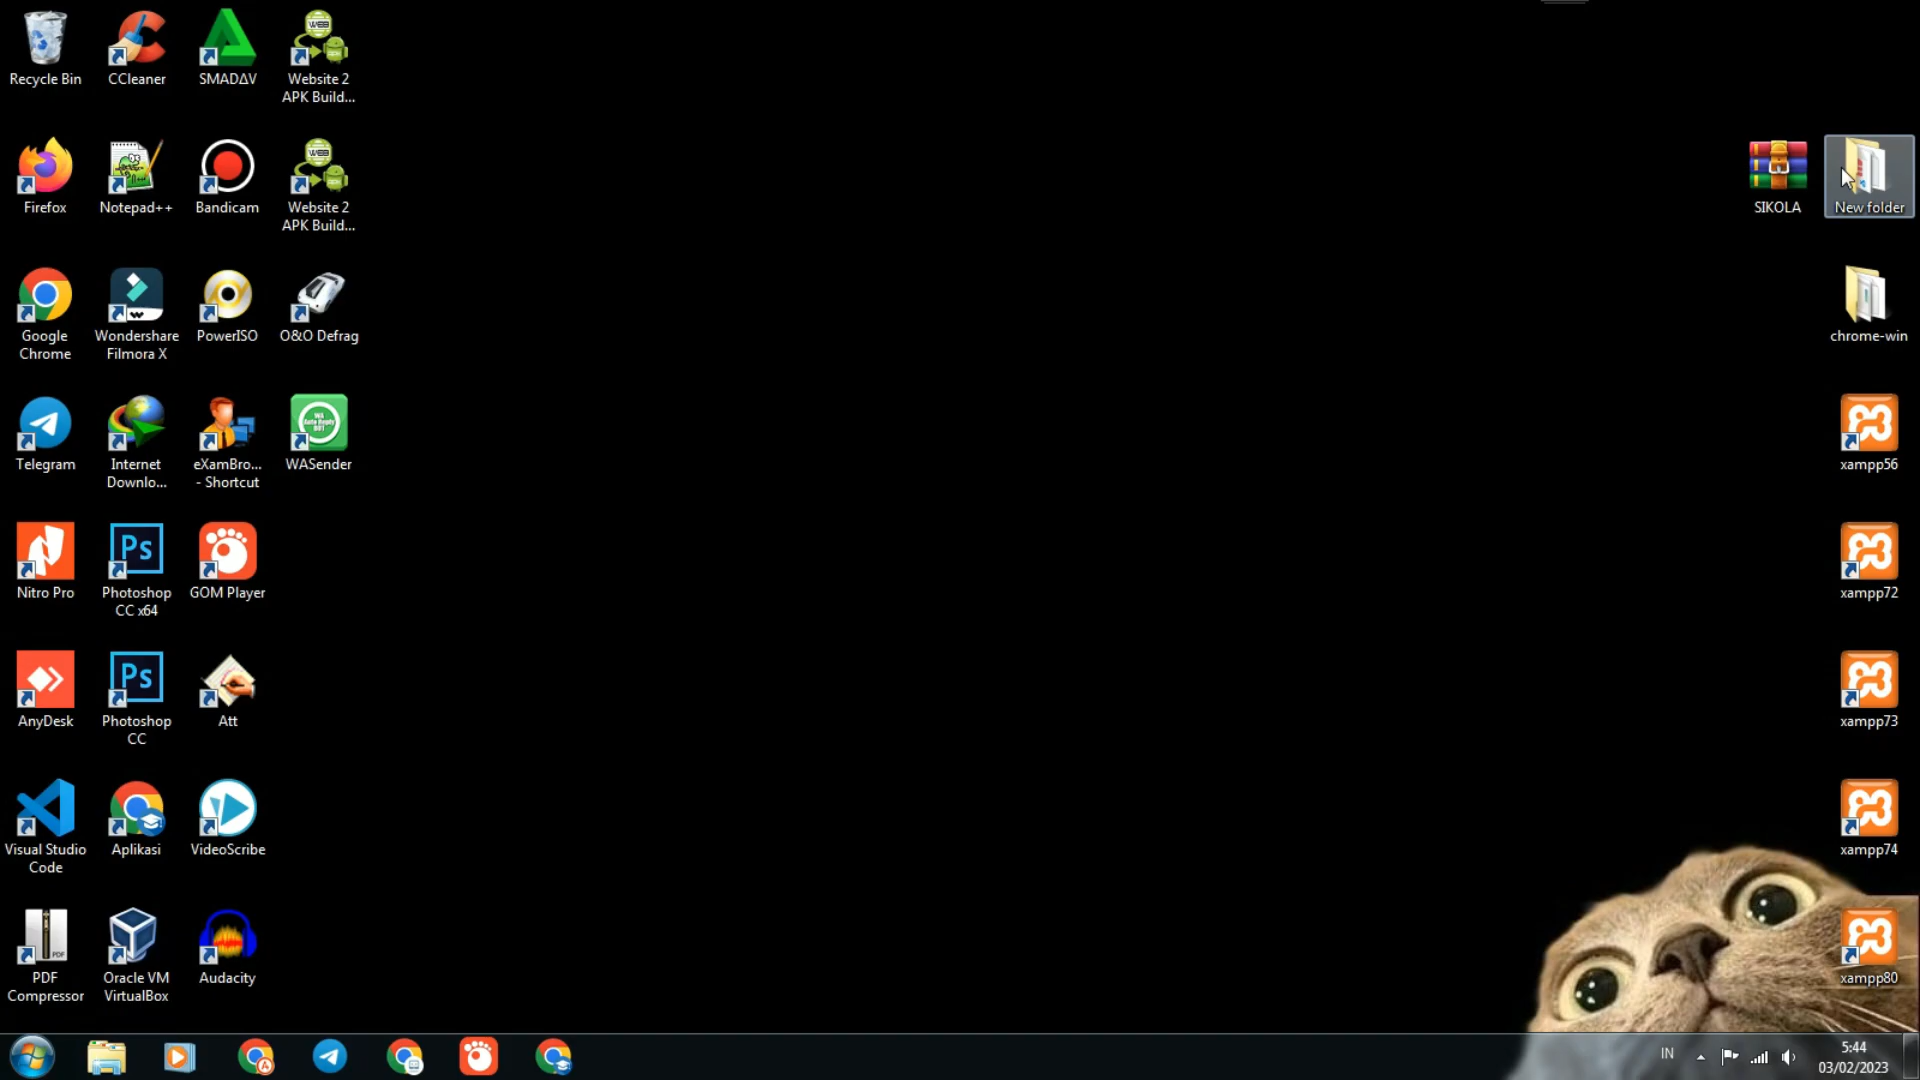 Recycle Bin
CCleaner
SMADΔV
Website 2
APK Build...
Firefox
Notepad++
Bandicam
Website 2
APK Build...
SIKOLA
New folder
Google
Chrome
Wondershare
Filmora X
PowerISO
O&O Defrag
chrome-win
Telegram
Internet
Downlo...
eXamBro...
- Shortcut
WASender
xampp56
Nitro Pro
Photoshop
CC x64
GOM Player
xampp72
AnyDesk
Photoshop
CC
Att
xampp73
Visual Studio
Code
Aplikasi
VideoScribe
xampp74
PDF
Compressor
Oracle VM
VirtualBox
Audacity
xampp80
IN
5:44
03/02/2023